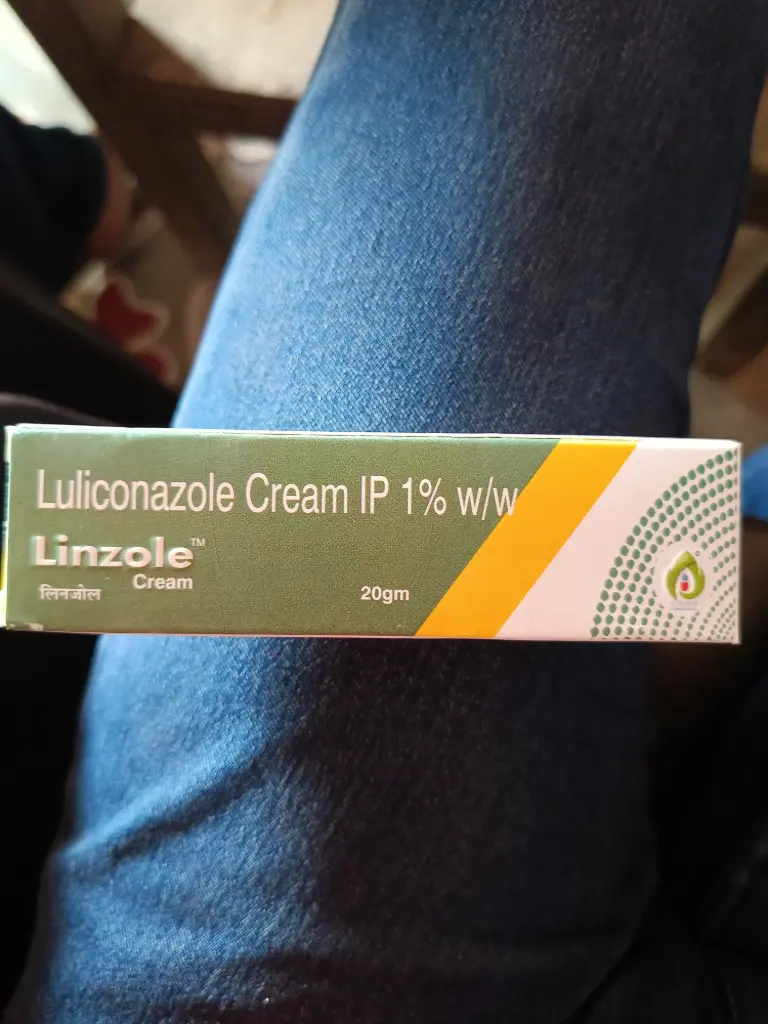 Luliconazole Cream IP 1% w/w
Linzole™
Cream
लिनजोल
20gm